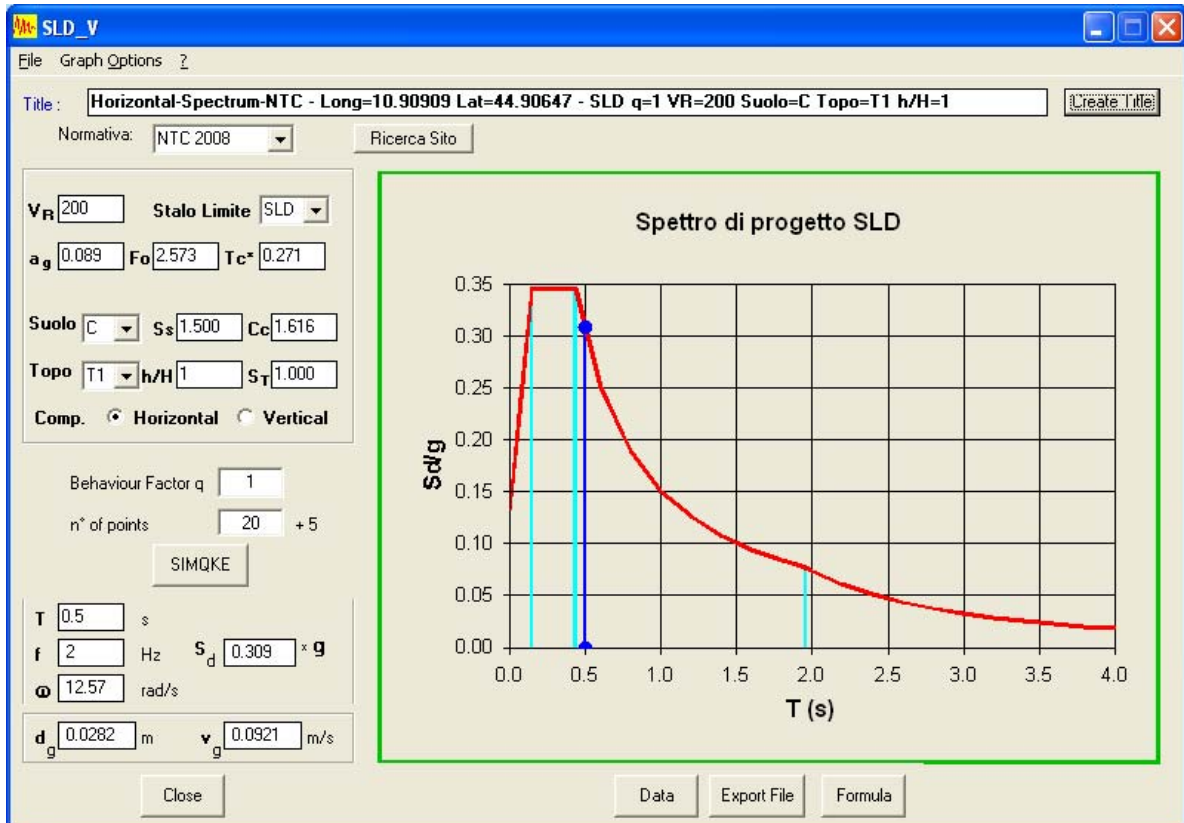 SLD_V
File Graph Options ?
Title : Horizontal-Spectrum-NTC - Long=10.90909 Lat=44.90647 - SLD q=1 VR=200 Suolo=C Topo=T1 h/H=1 Create Title
Normativa: NTC 2008 Ricerca Sito
VR 200 Stalo Limite SLD
ag 0.089 Fo 2.573 Tc* 0.271
Suolo C Ss 1.500 Cc 1.616
Topo T1 h/H 1 ST 1.000
Comp. Horizontal Vertical
Behaviour Factor q 1
n° of points 20 + 5
SIMQKE
T 0.5 s
f 2 Hz Sd 0.309 × g
ω 12.57 rad/s
dg 0.0282 m vg 0.0921 m/s
Close
Spettro di progetto SLD
Sd/g
0.35
0.30
0.25
0.20
0.15
0.10
0.05
0.00
0.0 0.5 1.0 1.5 2.0 2.5 3.0 3.5 4.0
T (s)
Data Export File Formula